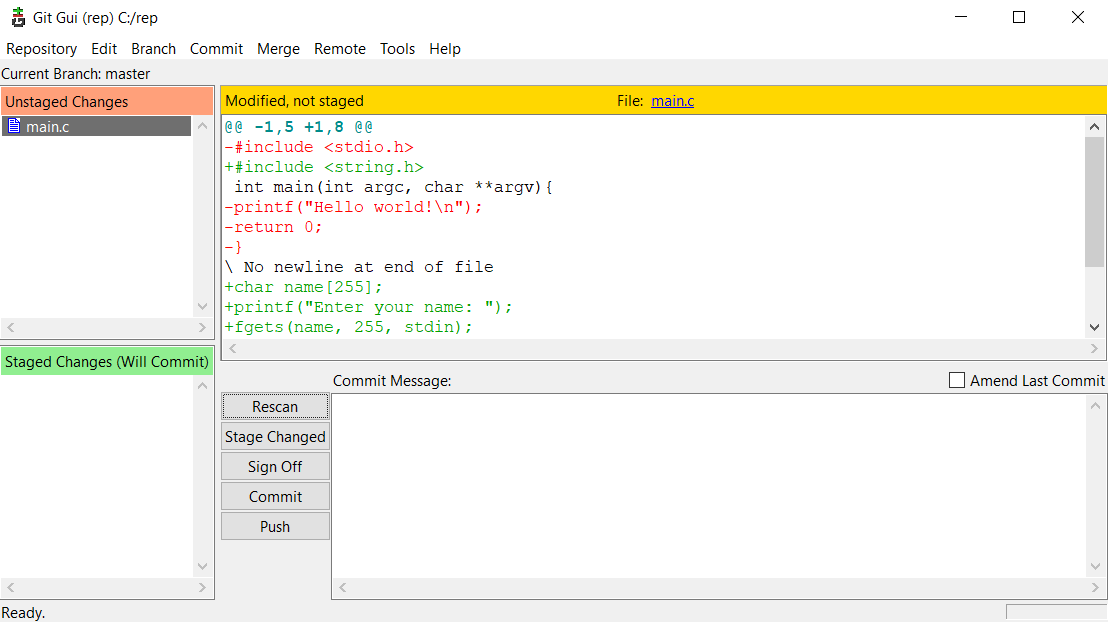 Git Gui (rep) C:/rep
Repository Edit Branch Commit Merge Remote Tools Help
Current Branch: master
Unstaged Changes
main.c
Modified, not staged File: main.c
@@ -1,5 +1,8 @@
-#include <stdio.h>
+#include <string.h>
int main(int argc, char **argv){
-printf("Hello world!\n");
-return 0;
-}
\ No newline at end of file
+char name[255];
+printf("Enter your name: ");
+fgets(name, 255, stdin);
Staged Changes (Will Commit)
Commit Message: Amend Last Commit
Rescan
Stage Changed
Sign Off
Commit
Push
Ready.